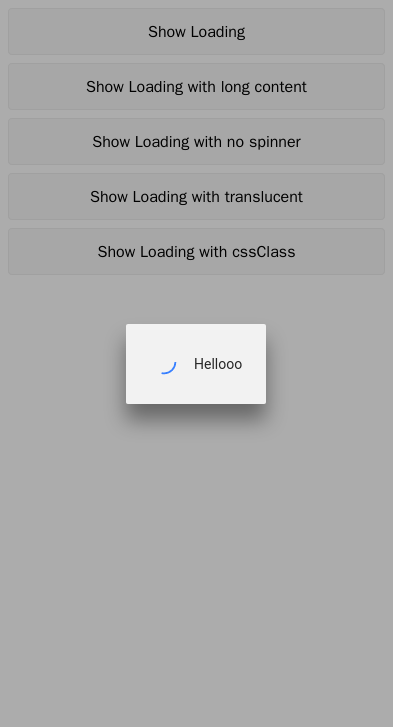 Show Loading
Show Loading with long content
Show Loading with no spinner
Show Loading with translucent
Show Loading with cssClass
Hellooo